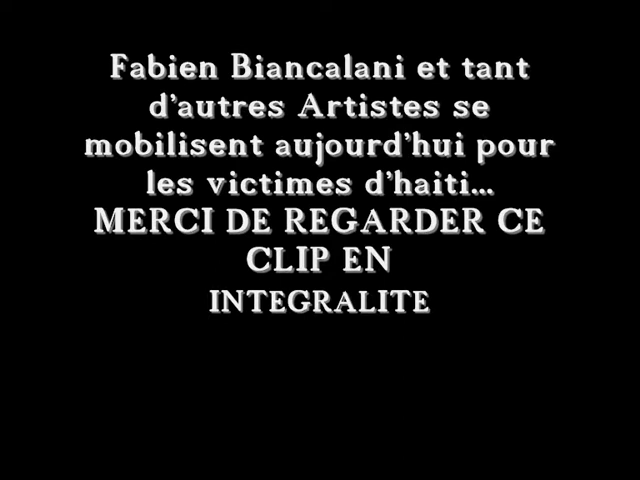 Fabien Biancalani et tant
d'autres Artistes se
mobilisent aujourd'hui pour
les victimes d'haiti...
MERCI DE REGARDER CE
CLIP EN
INTEGRALITE